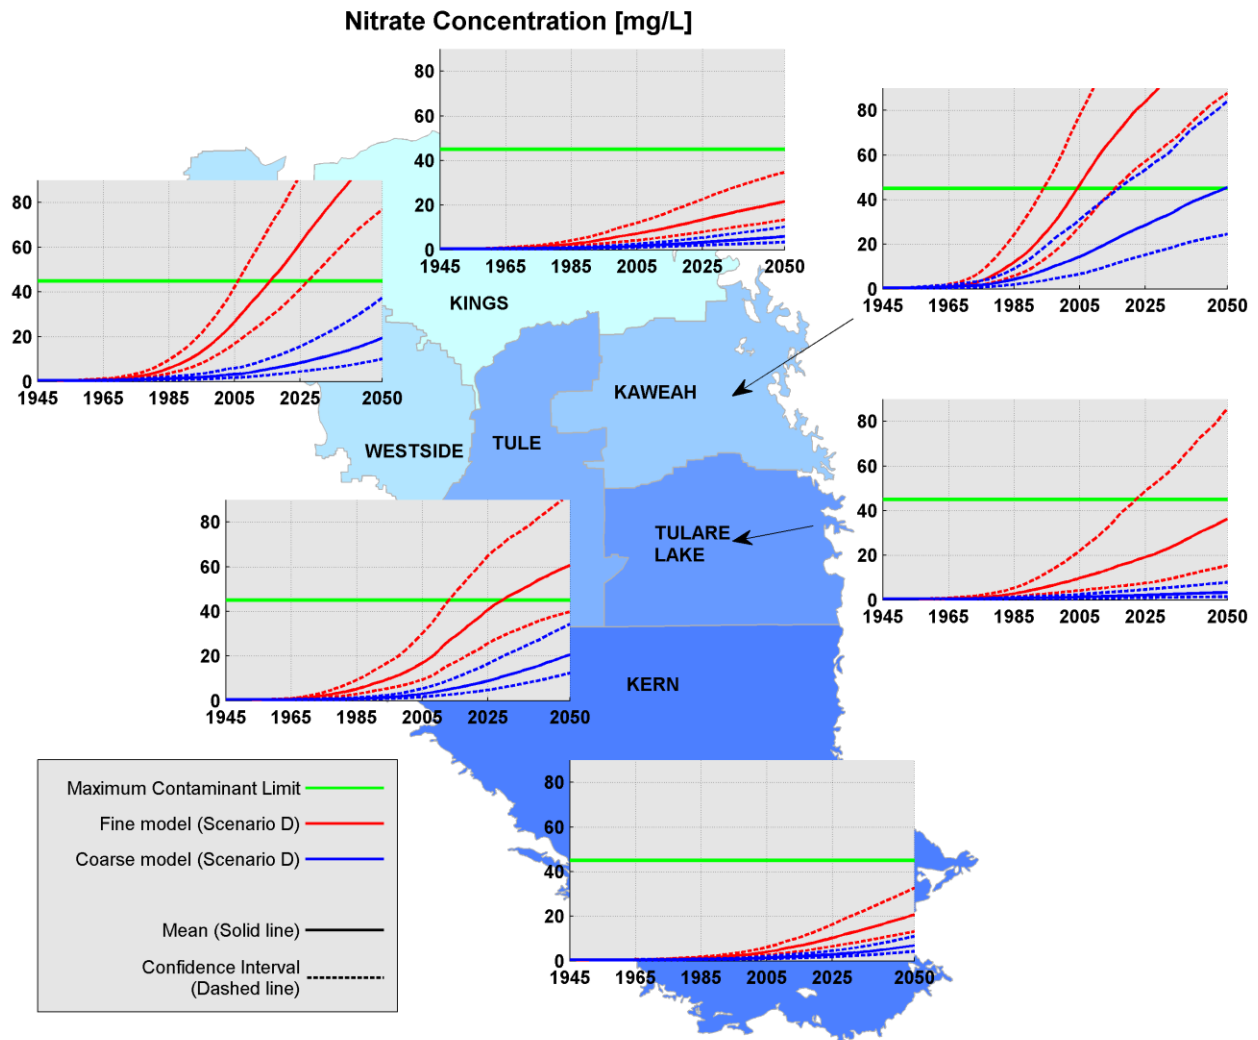 Nitrate Concentration [mg/L]
80
60
40
20
0
1945 1965 1985 2005 2025 2050
80
60
40
20
0
1945 1965 1985 2005 2025 2050
80
60
40
20
0
1945 1965 1985 2005 2025 2050
KINGS
KAWEAH
WESTSIDE
TULE
80
60
40
20
0
1945 1965 1985 2005 2025 2050
TULARE
LAKE
80
60
40
20
0
1945 1965 1985 2005 2025 2050
KERN
Maximum Contaminant Limit
Fine model (Scenario D)
Coarse model (Scenario D)
Mean (Solid line)
Confidence Interval
(Dashed line)
80
60
40
20
0
1945 1965 1985 2005 2025 2050